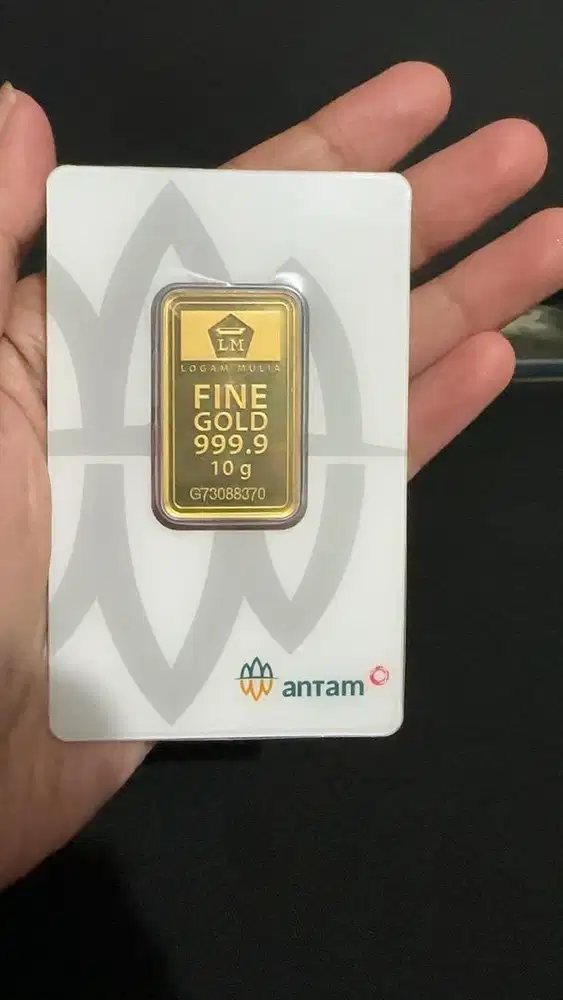 LM
LOGAM MULIA
FINE
GOLD
999.9
10 g
G73088370
antam